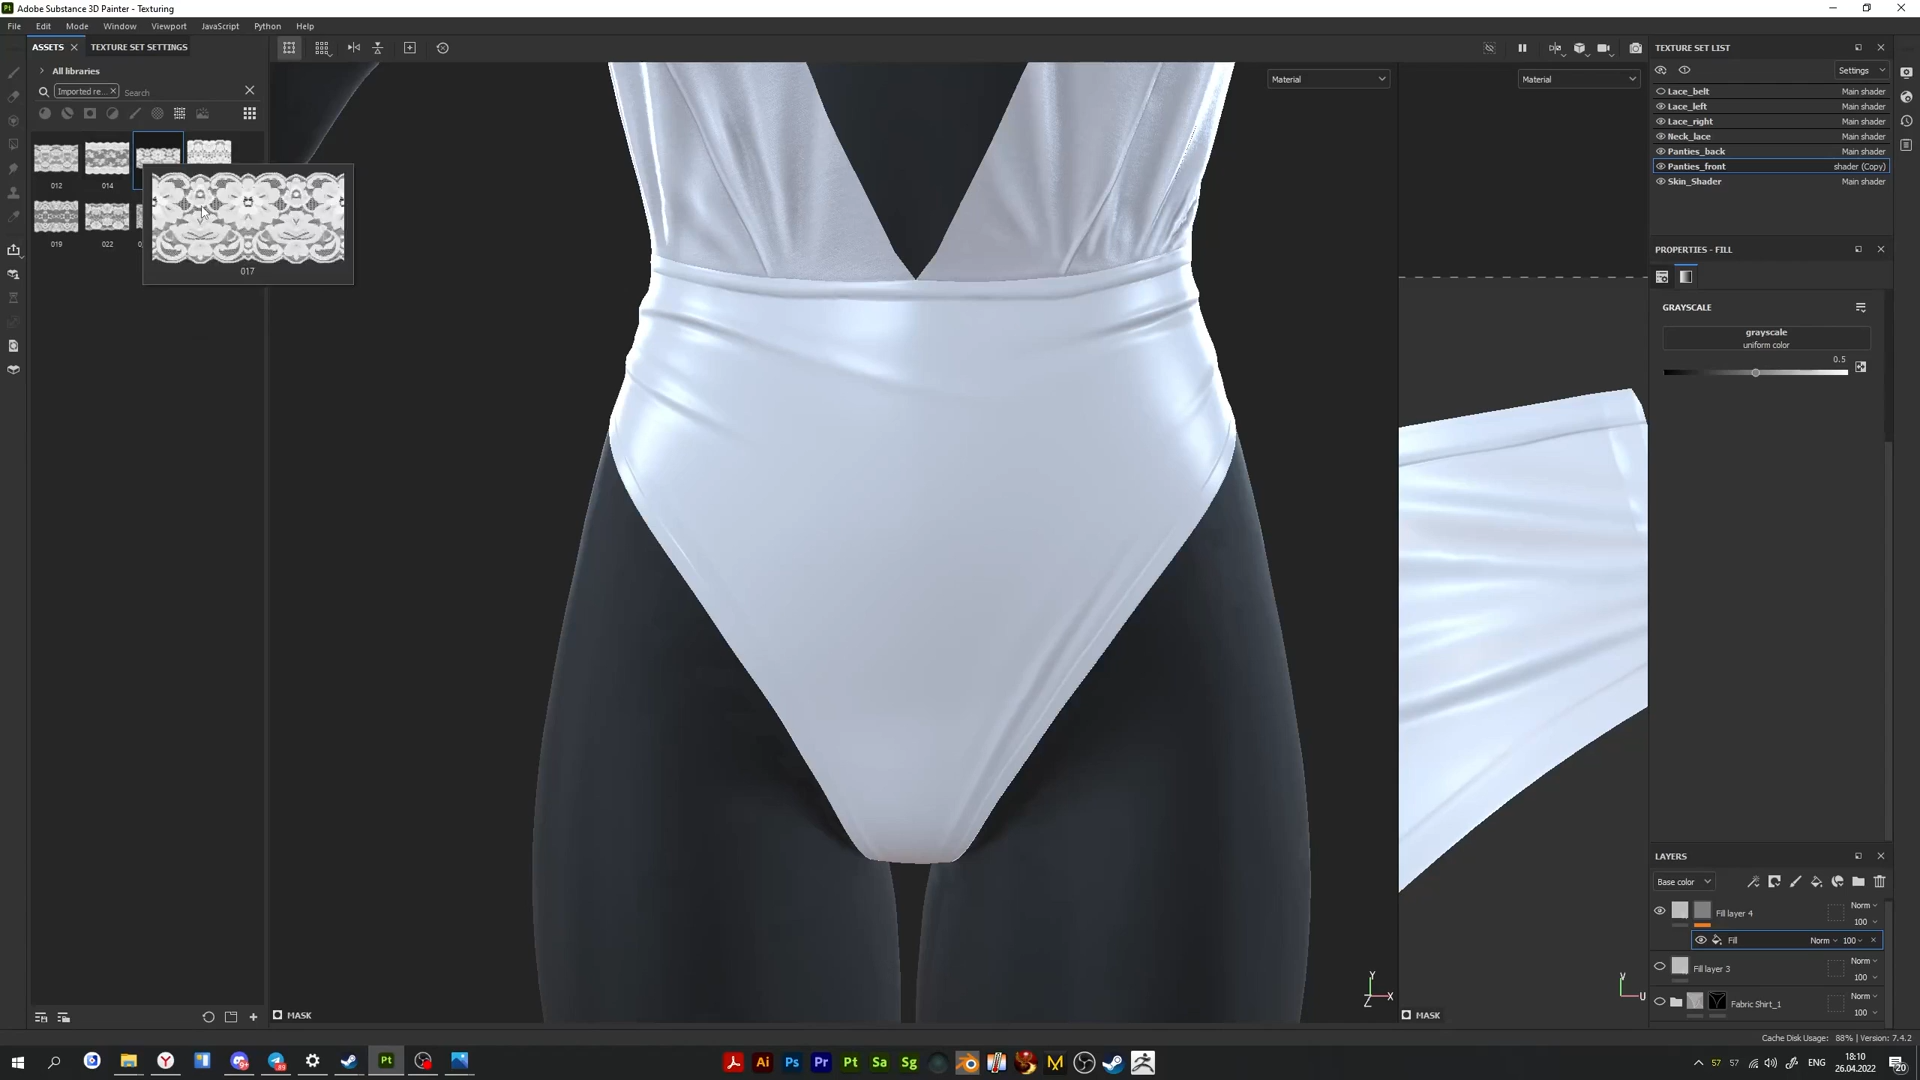 Adobe Substance 3D Painter - Texturing
File Edit Mode Window Viewport JavaScript Python Help
ASSETS
TEXTURE SET SETTINGS
All libraries
Imported re...
Search
012
014
019
022
017
Material
Material
MASK
MASK
Y
Z
X
V
U
TEXTURE SET LIST
Settings
Lace_belt Main shader
Lace_left Main shader
Lace_right Main shader
Neck_lace Main shader
Panties_back Main shader
Panties_front shader (Copy)
Skin_Shader Main shader
PROPERTIES - FILL
GRAYSCALE
grayscale
uniform color
0.5
LAYERS
Base color
Fill layer 4 Norm
100
Fill Norm 100
Fill layer 3 Norm
100
Fabric Shirt_1 Norm
100
Cache Disk Usage: 88% | Version: 7.4.2
57 57 ENG
18:10
26.04.2022
20